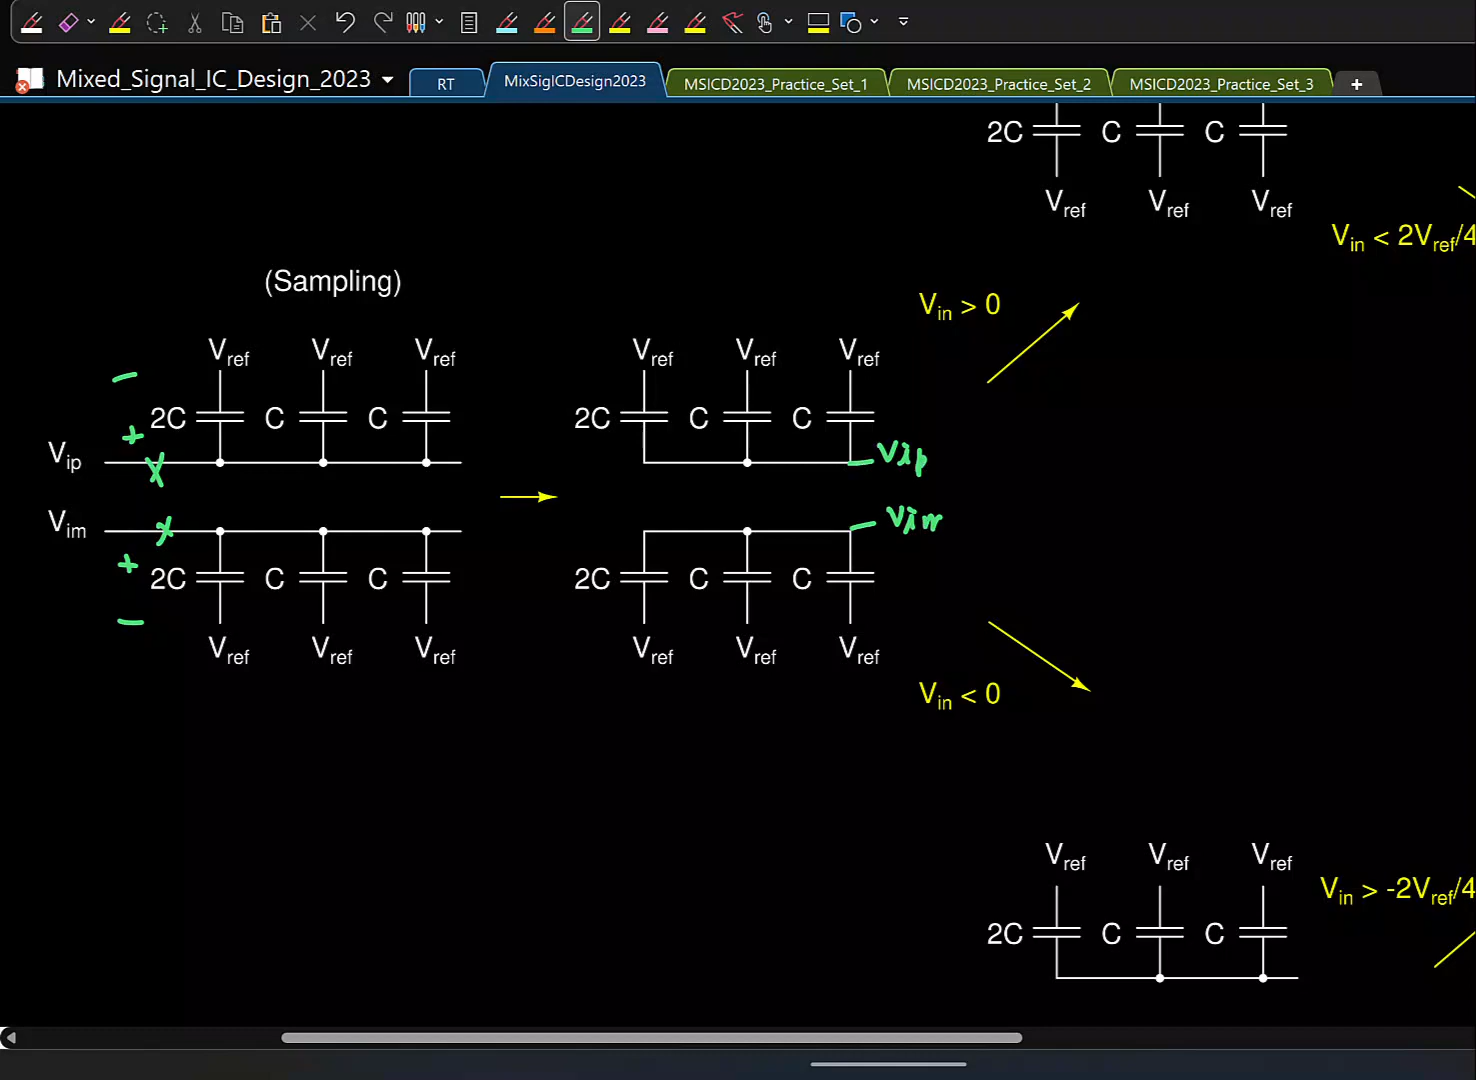 Mixed_Signal_IC_Design_2023
RT
MixSigICDesign2023
MSICD2023_Practice_Set_1
MSICD2023_Practice_Set_2
MSICD2023_Practice_Set_3
+
2C C C
Vref Vref Vref
Vin < 2Vref/4
(Sampling)
Vin > 0
Vref Vref Vref
Vref Vref Vref
−
2C C C
2C C C
+
Vip
Vip
Vim
Vim
+
2C C C
2C C C
−
Vref Vref Vref
Vref Vref Vref
Vin < 0
Vref Vref Vref
Vin > -2Vref/4
2C C C